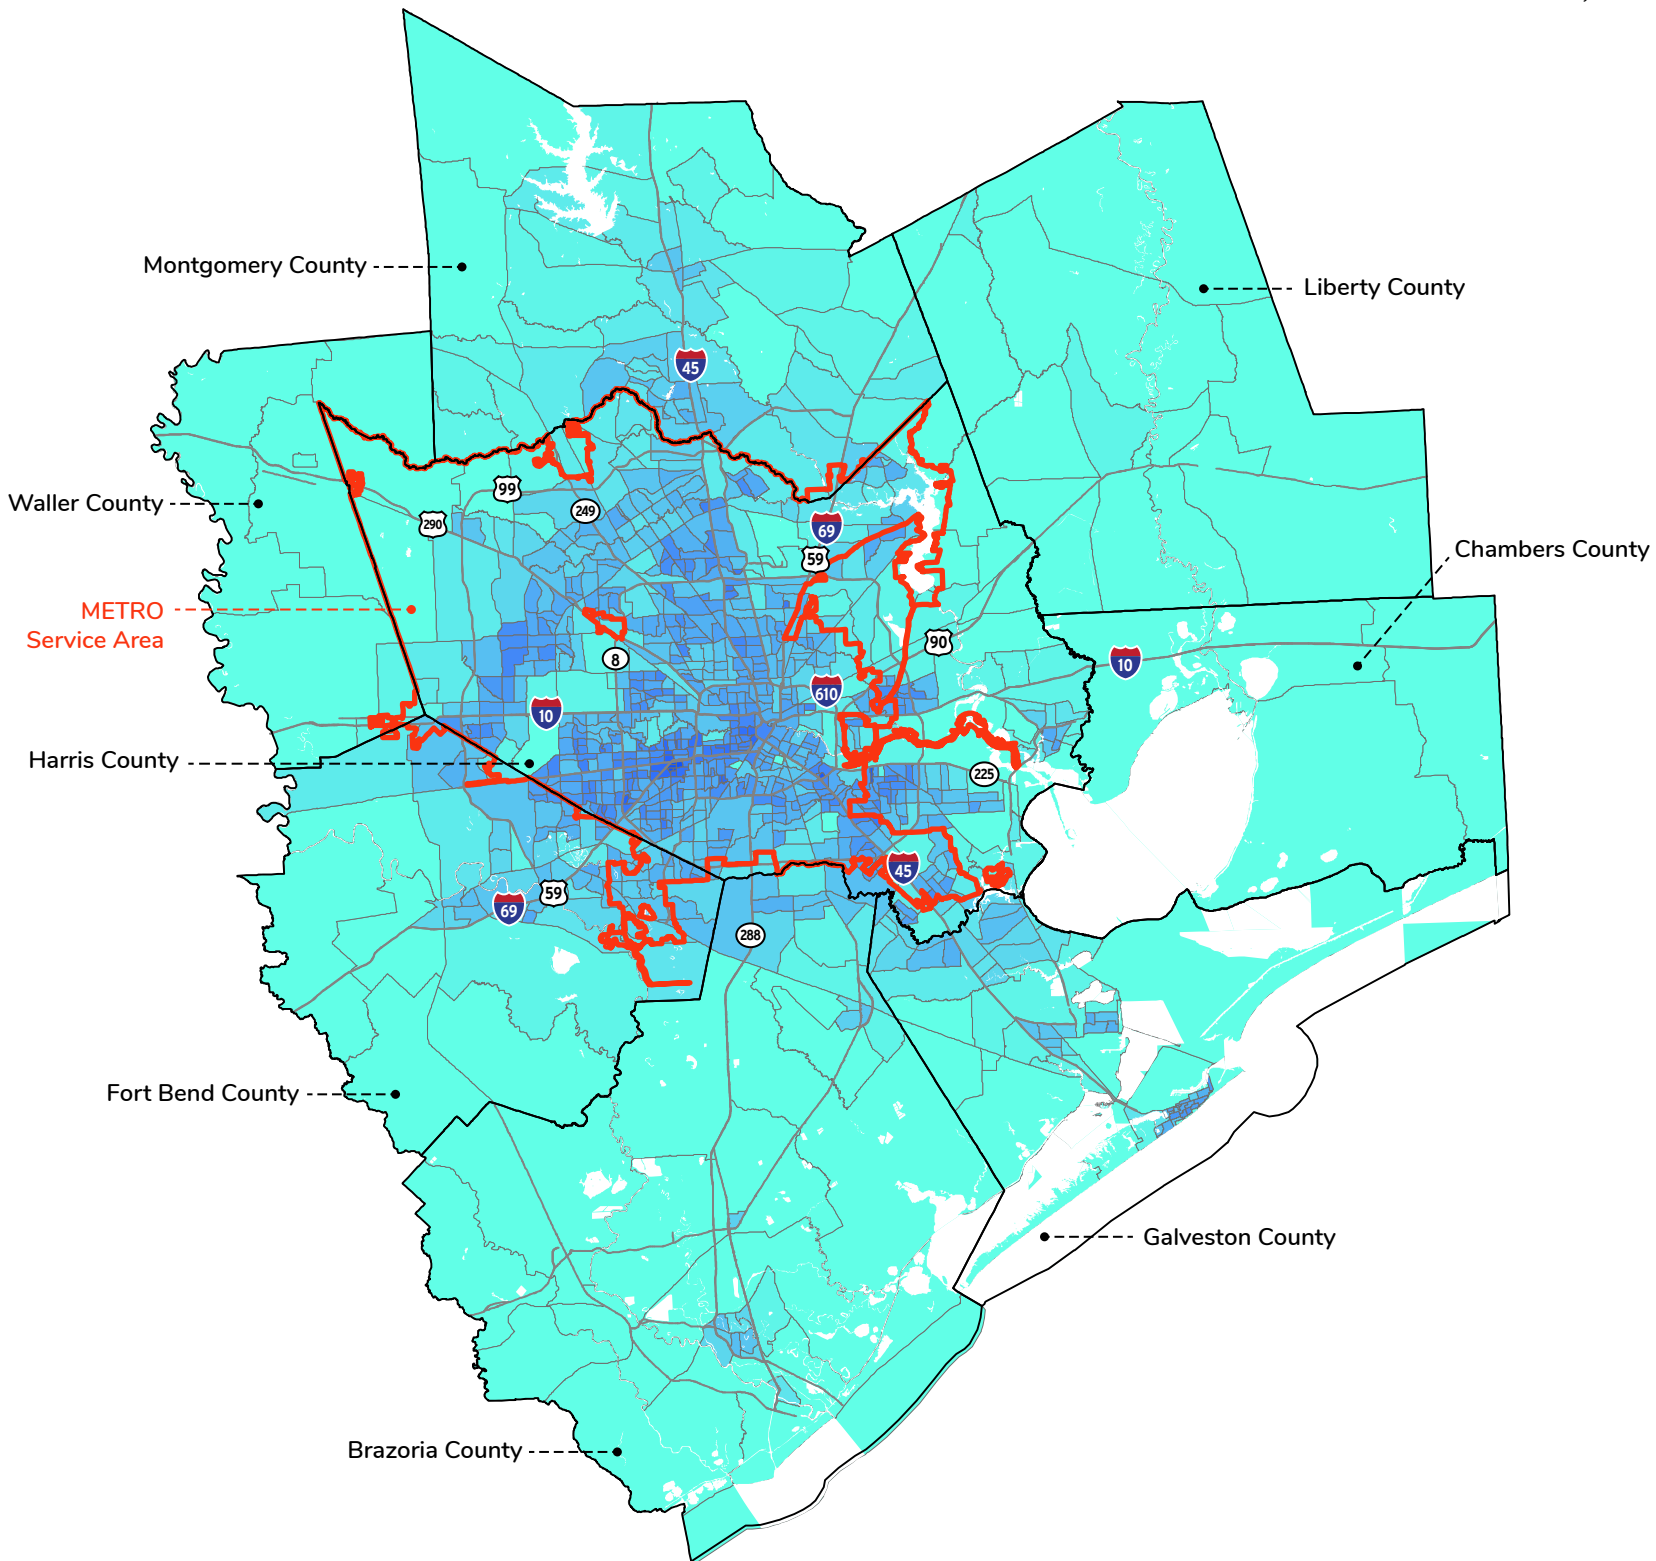 Montgomery County
Liberty County
45
Waller County
99
290
249
69
59
Chambers County
METRO
Service Area
90
8
10
610
10
Harris County
225
45
59
69
288
Fort Bend County
Galveston County
Brazoria County